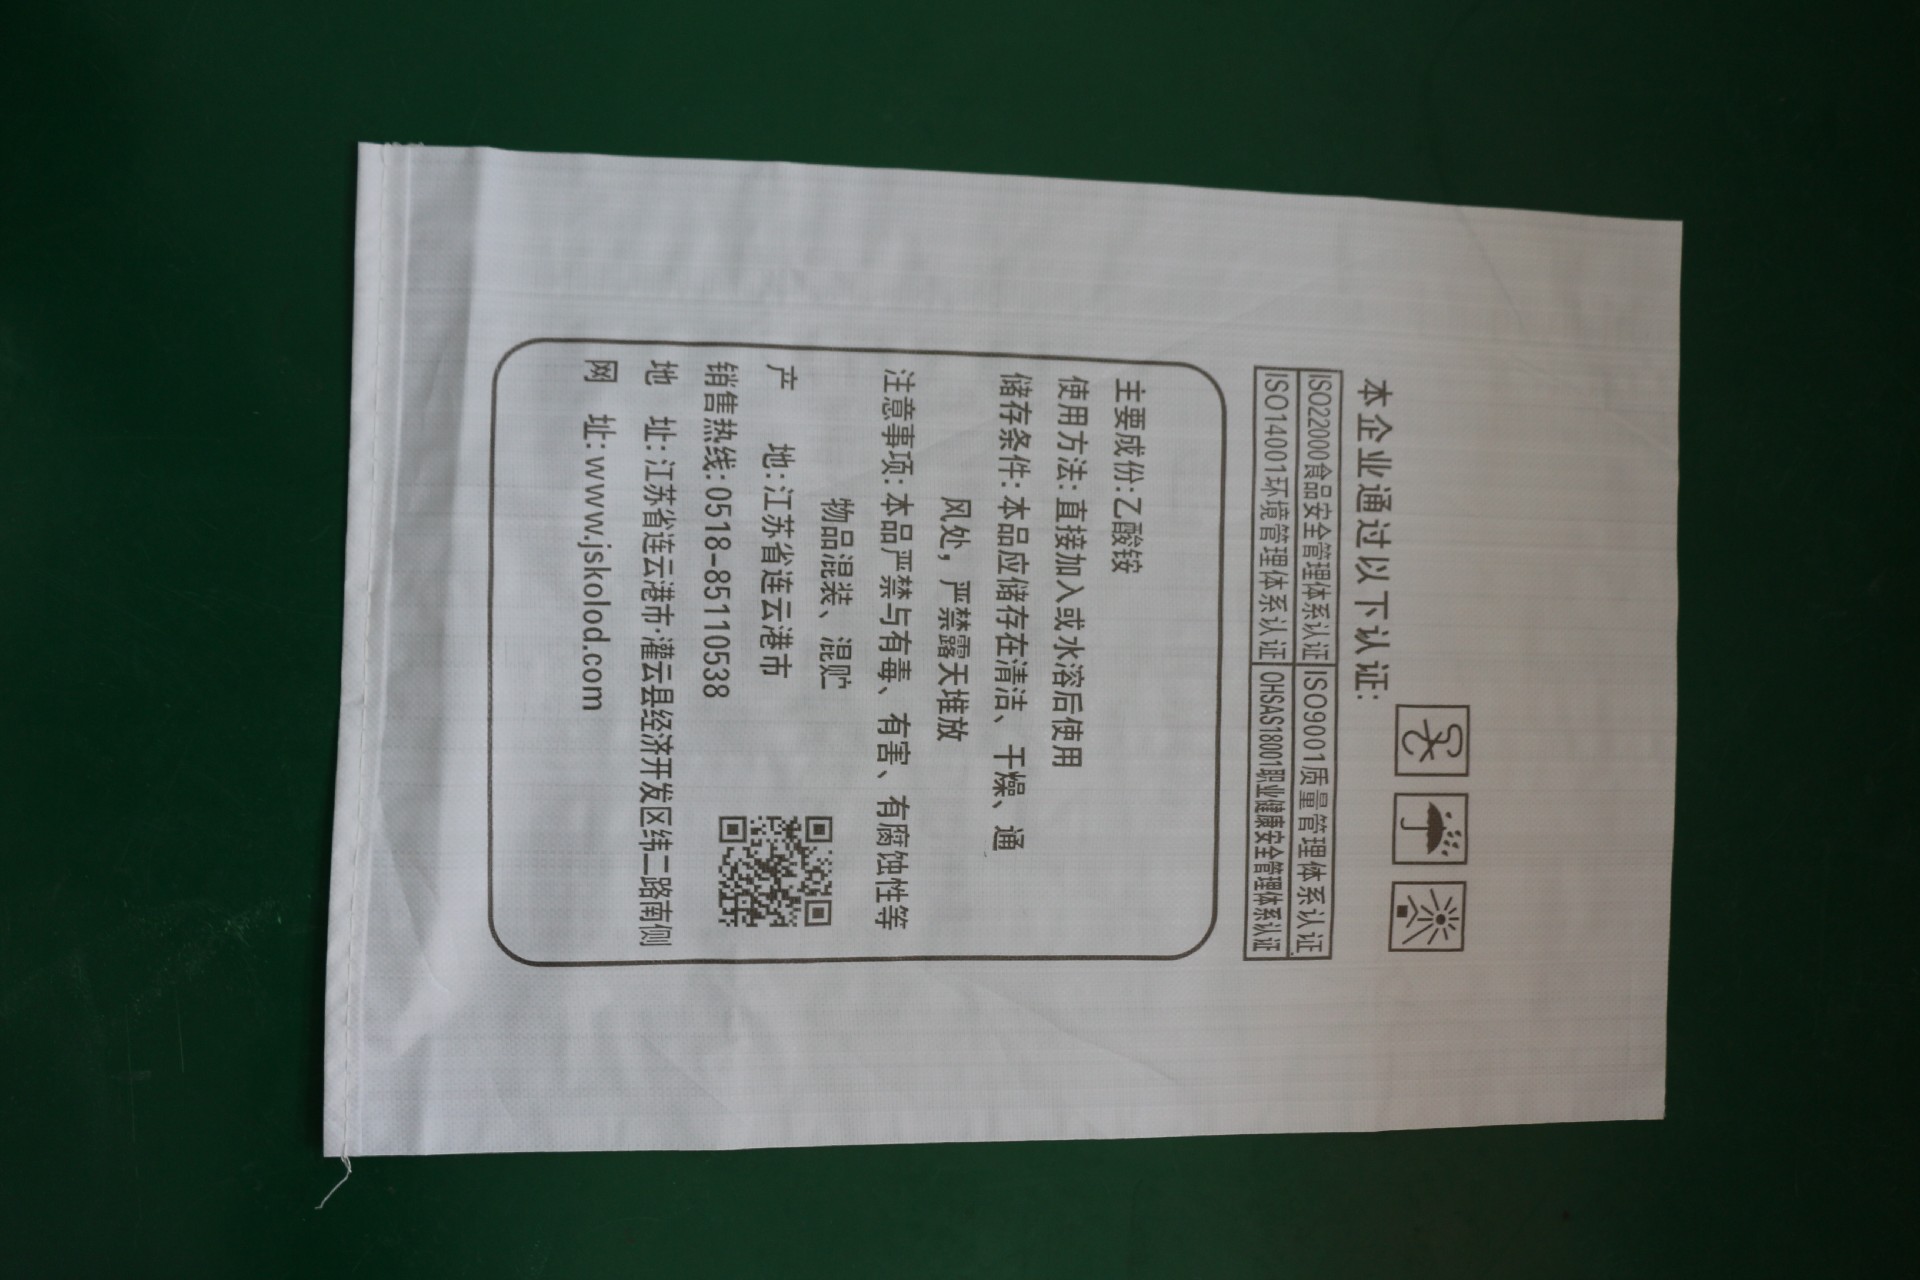 本企业通过以下认证:
ISO22000食品安全管理体系认证 ISO9001质量管理体系认证
ISO14001环境管理体系认证 OHSAS18001职业健康安全管理体系认证
主要成份:乙酸铵
使用方法:直接加入或水溶后使用
储存条件:本品应储存在清洁、干燥、通
风处，严禁露天堆放
注意事项:本品严禁与有毒、有害、有腐蚀性等
物品混装、混贮
产 地:江苏省连云港市
销售热线:0518-85110538
地 址:江苏省连云港市·灌云县经济开发区纬二路南侧
网 址:www.jskolod.com